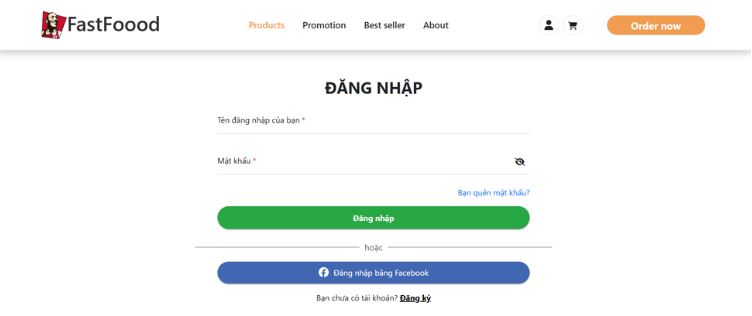 FastFoood
Products Promotion Best seller About Order now
ĐĂNG NHẬP
Tên đăng nhập của bạn *
Mật khẩu *
Bạn quên mật khẩu?
Đăng nhập
hoặc
Đăng nhập bằng Facebook
Bạn chưa có tài khoản? Đăng ký